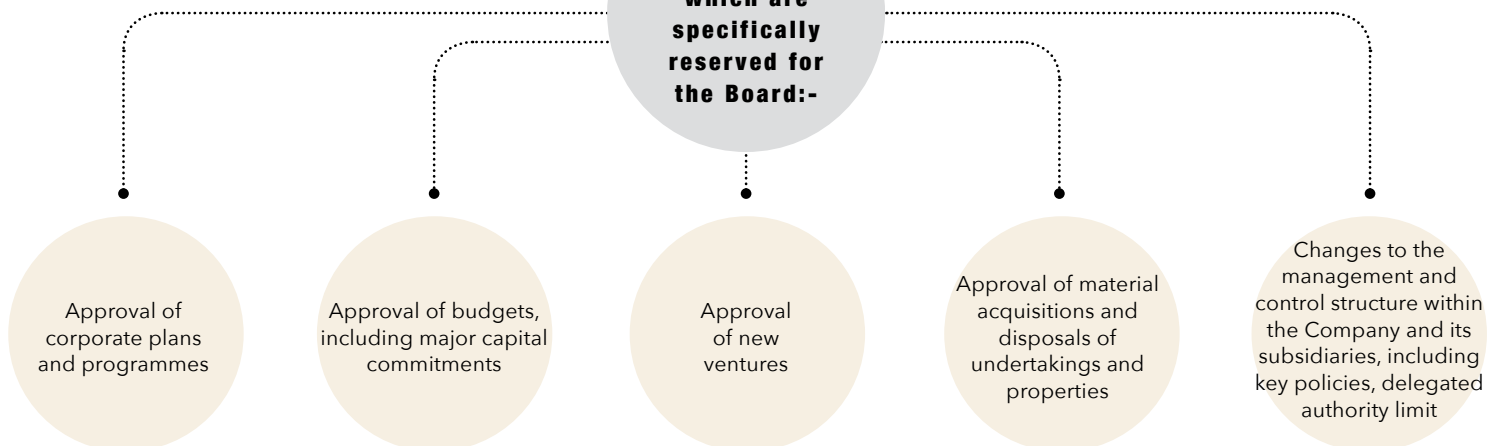 which are
specifically
reserved for
the Board:-
Approval of
corporate plans
and programmes
Approval of budgets,
including major capital
commitments
Approval
of new
ventures
Approval of material
acquisitions and
disposals of
undertakings and
properties
Changes to the
management and
control structure within
the Company and its
subsidiaries, including
key policies, delegated
authority limit